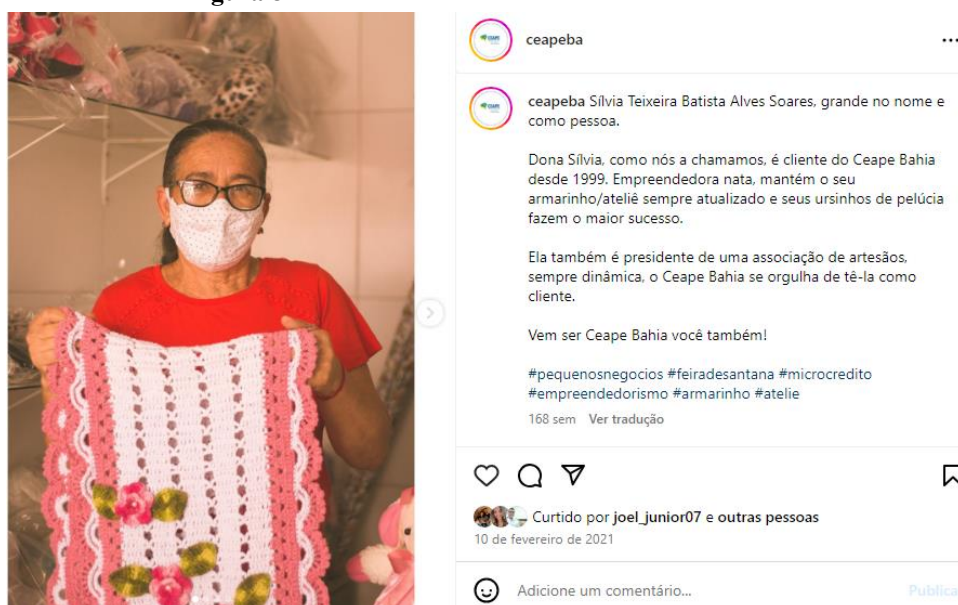 ceapeba
ceapeba Sílvia Teixeira Batista Alves Soares, grande no nome e
como pessoa.
Dona Sílvia, como nós a chamamos, é cliente do Ceape Bahia
desde 1999. Empreendedora nata, mantém o seu
armarinho/ateliê sempre atualizado e seus ursinhos de pelúcia
fazem o maior sucesso.
Ela também é presidente de uma associação de artesãos,
sempre dinâmica, o Ceape Bahia se orgulha de tê-la como
cliente.
Vem ser Ceape Bahia você também!
#pequenosnegocios #feiradesantana #microcredito
#empreendedorismo #armarinho #atelie
168 sem Ver tradução
Curtido por joel_junior07 e outras pessoas
10 de fevereiro de 2021
Adicione um comentário...